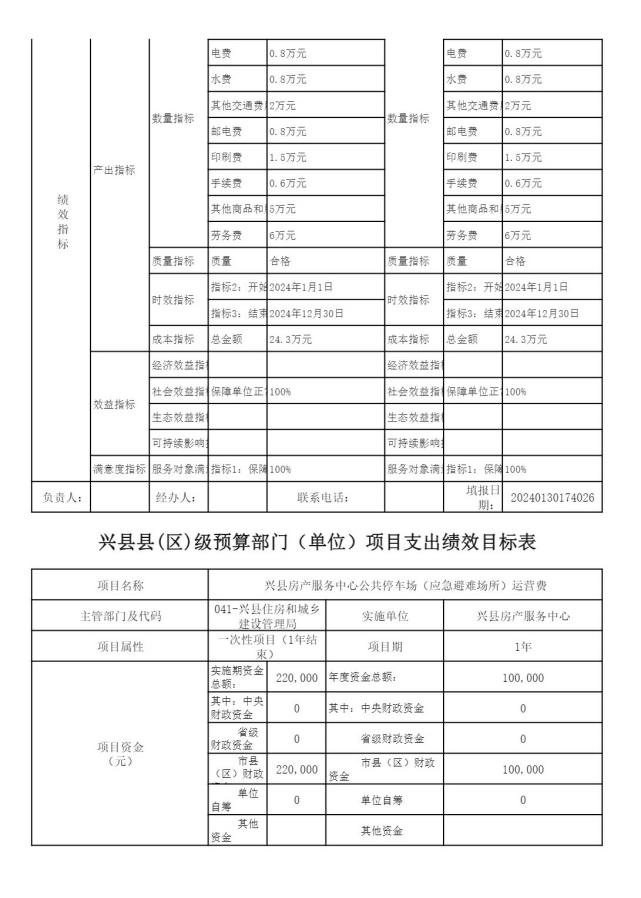 电费 0.8万元 电费 0.8万元
水费 0.8万元 水费 0.8万元
其他交通费 2万元 其他交通费 2万元
数量指标 数量指标
邮电费 0.8万元 邮电费 0.8万元
印刷费 1.5万元 印刷费 1.5万元
产出指标
手续费 0.6万元 手续费 0.6万元
绩效指标
其他商品和 5万元 其他商品和 5万元
劳务费 6万元 劳务费 6万元
质量指标 质量 合格 质量指标 质量 合格
指标2：开始 2024年1月1日 指标2：开始 2024年1月1日
时效指标 时效指标
指标3：结束 2024年12月30日 指标3：结束 2024年12月30日
成本指标 总金额 24.3万元 成本指标 总金额 24.3万元
经济效益指标 经济效益指标
社会效益指标 保障单位正 100% 社会效益指标 保障单位正 100%
效益指标
生态效益指标 生态效益指标
可持续影响 可持续影响
满意度指标 服务对象满 指标1：保障 100% 服务对象满 指标1：保障 100%
负责人： 经办人： 联系电话： 填报日期： 20240130174026
兴县县(区)级预算部门（单位）项目支出绩效目标表
项目名称 兴县房产服务中心公共停车场（应急避难场所）运营费
主管部门及代码 041-兴县住房和城乡建设管理局 实施单位 兴县房产服务中心
项目属性 一次性项目（1年结束） 项目期 1年
项目资金（元）
实施期资金总额： 220,000 年度资金总额： 100,000
其中：中央财政资金 0 其中：中央财政资金 0
省级财政资金 0 省级财政资金 0
市县（区）财政 220,000 市县（区）财政资金 100,000
单位自筹 0 单位自筹 0
其他资金 其他资金